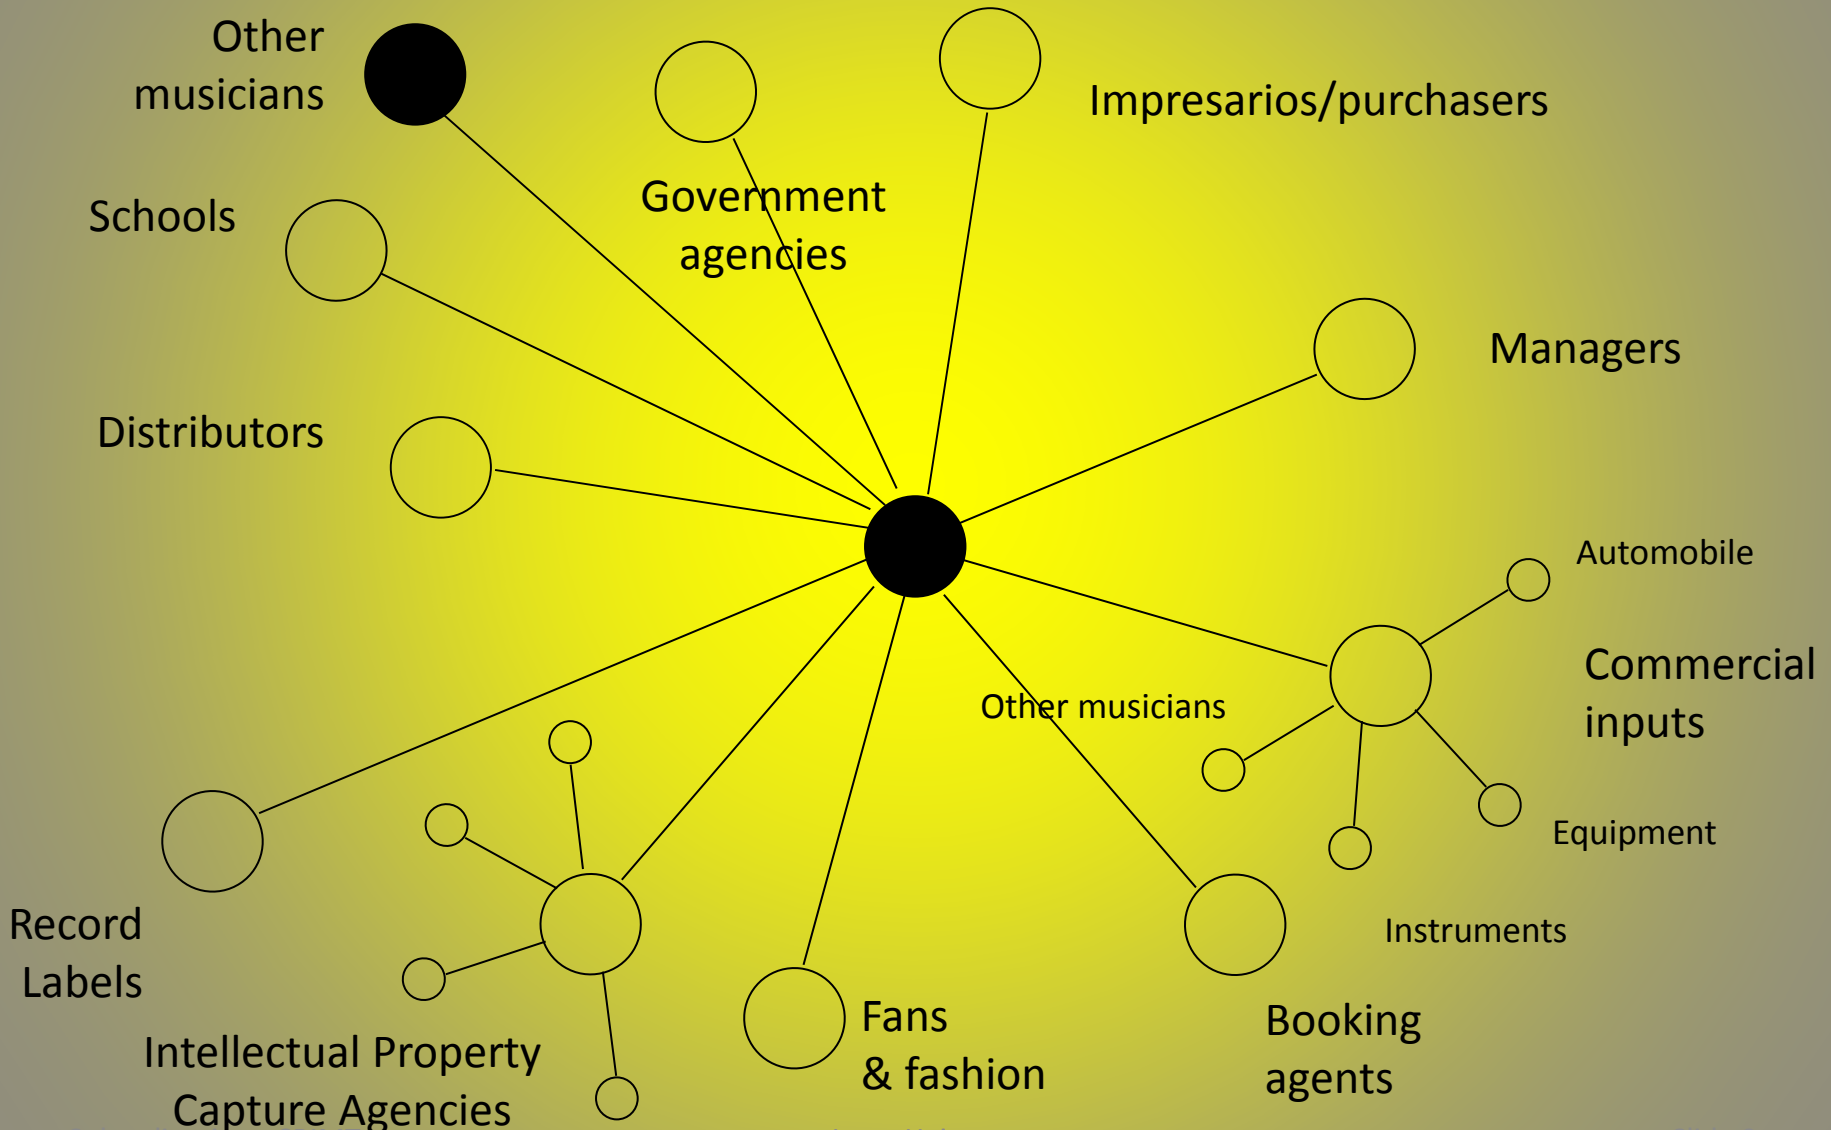 Other
musicians
Impresarios/purchasers
Government
agencies
Schools
Managers
Distributors
Automobile
Commercial
inputs
Other musicians
Equipment
Instruments
Record
Labels
Fans
& fashion
Booking
agents
Intellectual Property
Capture Agencies